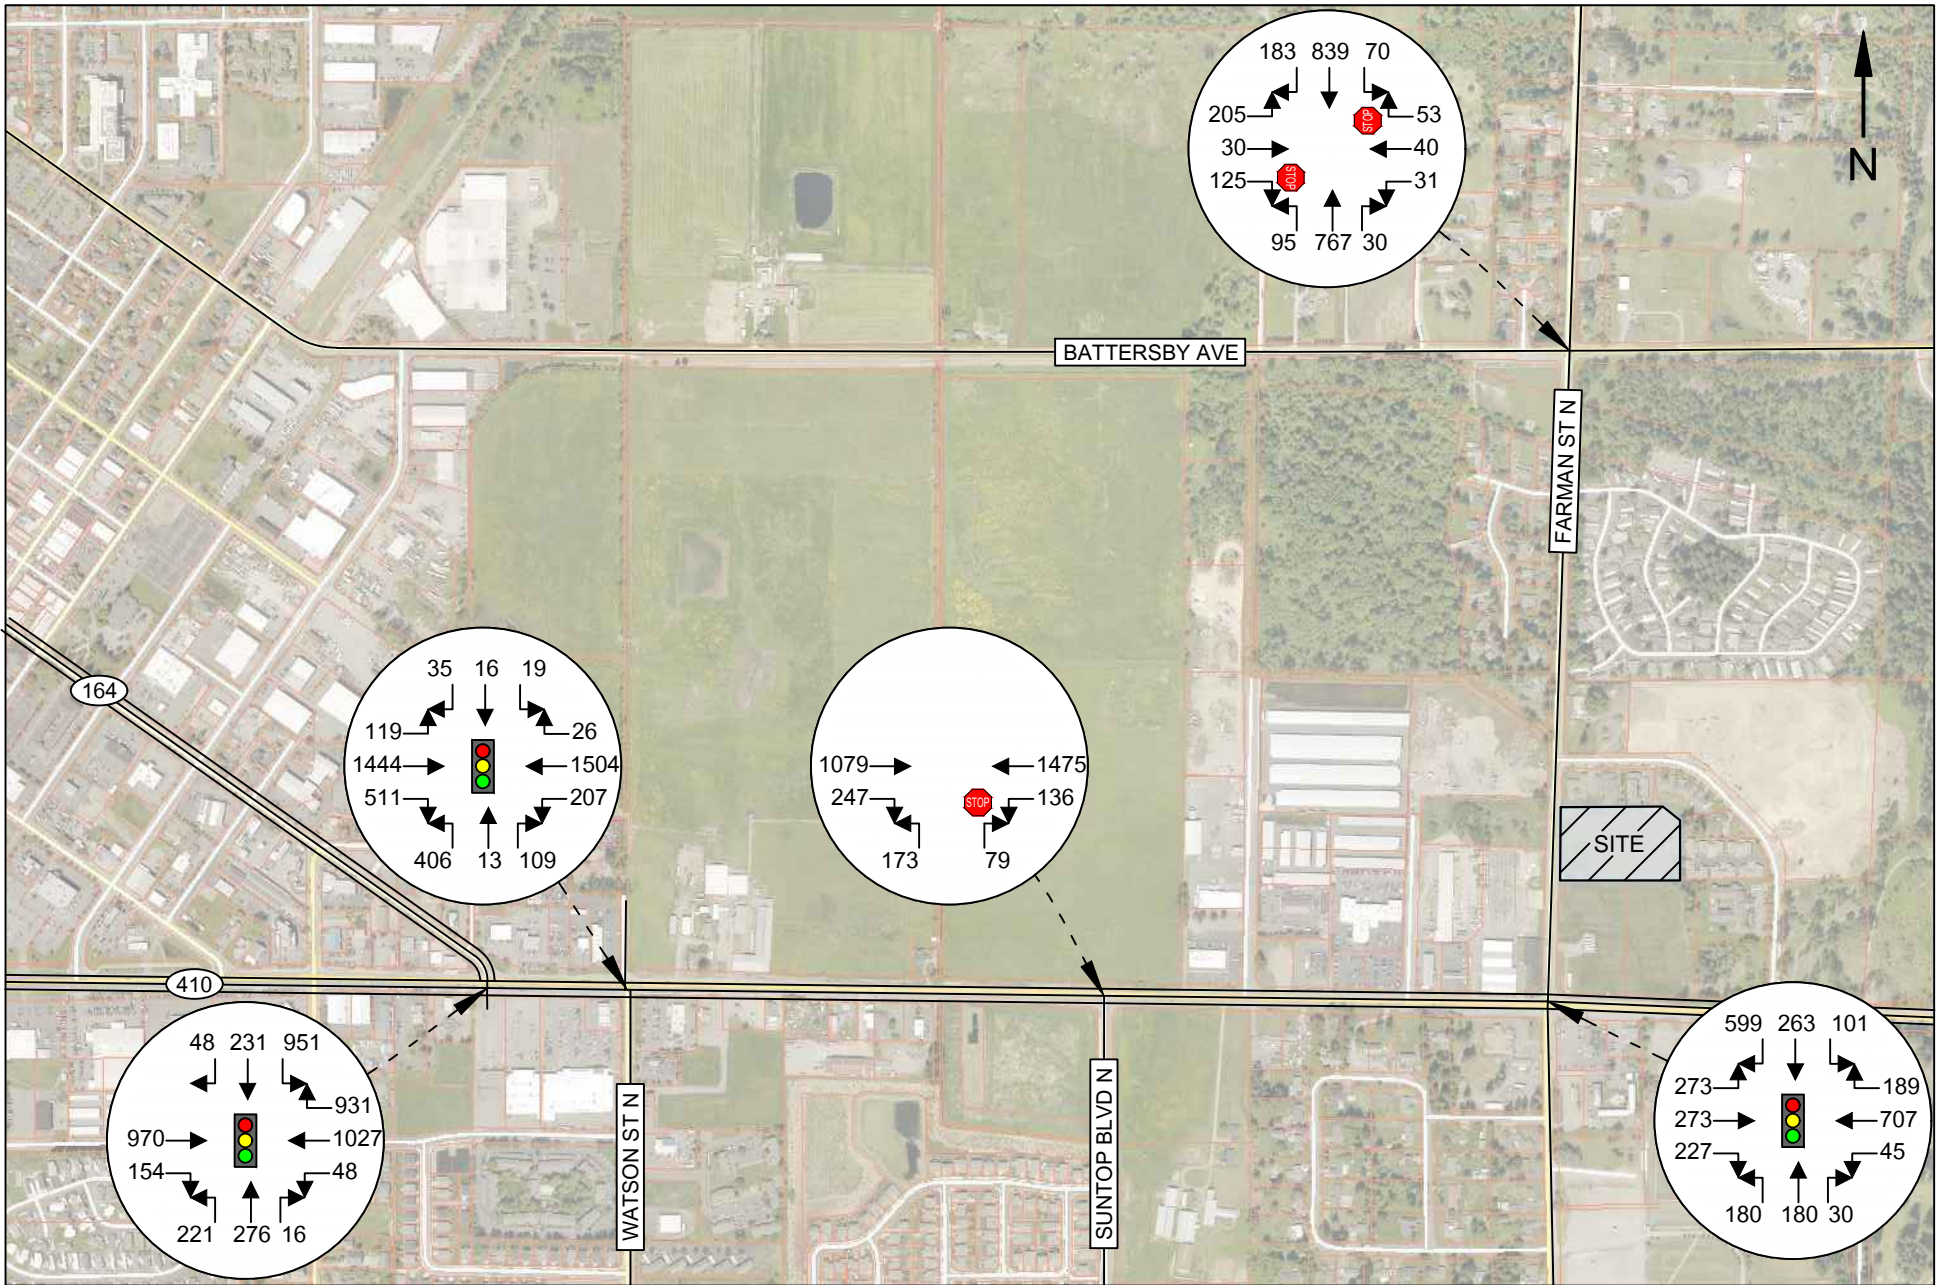 183 839 70
205 53
30 40
125 31
95 767 30
STOP
STOP
N
BATTERSBY AVE
FARMAN ST N
164
35 16 19
119 26
1444 1504
511 207
406 13 109
1079 1475
247 136
STOP
173 79
SITE
410
48 231 951
931
970 1027
154 48
221 276 16
WATSON ST N
SUNTOP BLVD N
599 263 101
273 189
273 707
227 45
180 180 30